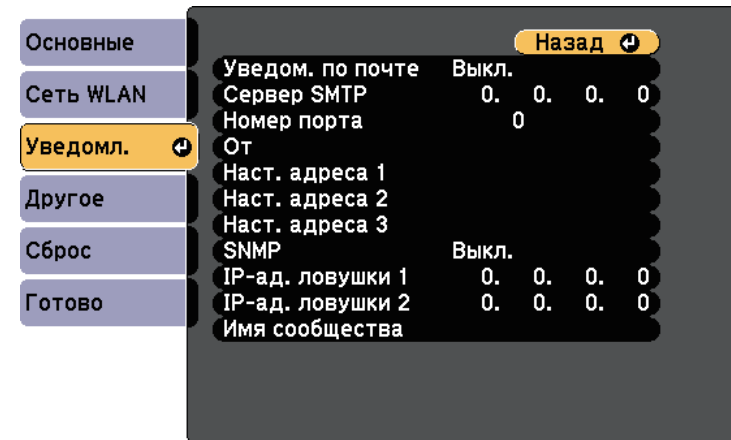 Основные
Сеть WLAN
Уведомл.
Другое
Сброс
Готово
Назад
Уведом. по почте Выкл.
Сервер SMTP 0. 0. 0. 0
Номер порта 0
От
Наст. адреса 1
Наст. адреса 2
Наст. адреса 3
SNMP Выкл.
IP-ад. ловушки 1 0. 0. 0. 0
IP-ад. ловушки 2 0. 0. 0. 0
Имя сообщества